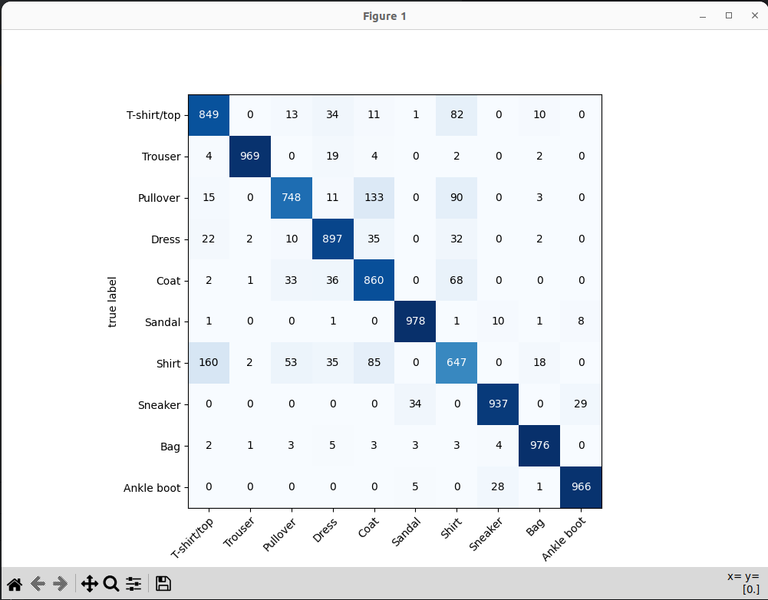 Figure 1
T-shirt/top 849 0 13 34 11 1 82 0 10 0
Trouser 4 969 0 19 4 0 2 0 2 0
Pullover 15 0 748 11 133 0 90 0 3 0
Dress 22 2 10 897 35 0 32 0 2 0
Coat 2 1 33 36 860 0 68 0 0 0
true label
Sandal 1 0 0 1 0 978 1 10 1 8
Shirt 160 2 53 35 85 0 647 0 18 0
Sneaker 0 0 0 0 0 34 0 937 0 29
Bag 2 1 3 5 3 3 3 4 976 0
Ankle boot 0 0 0 0 0 5 0 28 1 966
T-shirt/top Trouser Pullover Dress Coat Sandal Shirt Sneaker Bag Ankle boot
x= y=
[0.]